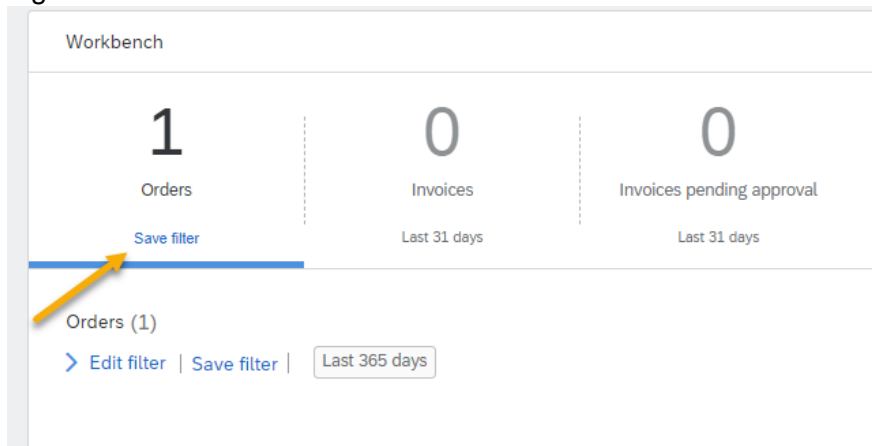 Workbench
1 0 0
Orders Invoices Invoices pending approval
Save filter Last 31 days Last 31 days
Orders (1)
> Edit filter | Save filter | Last 365 days